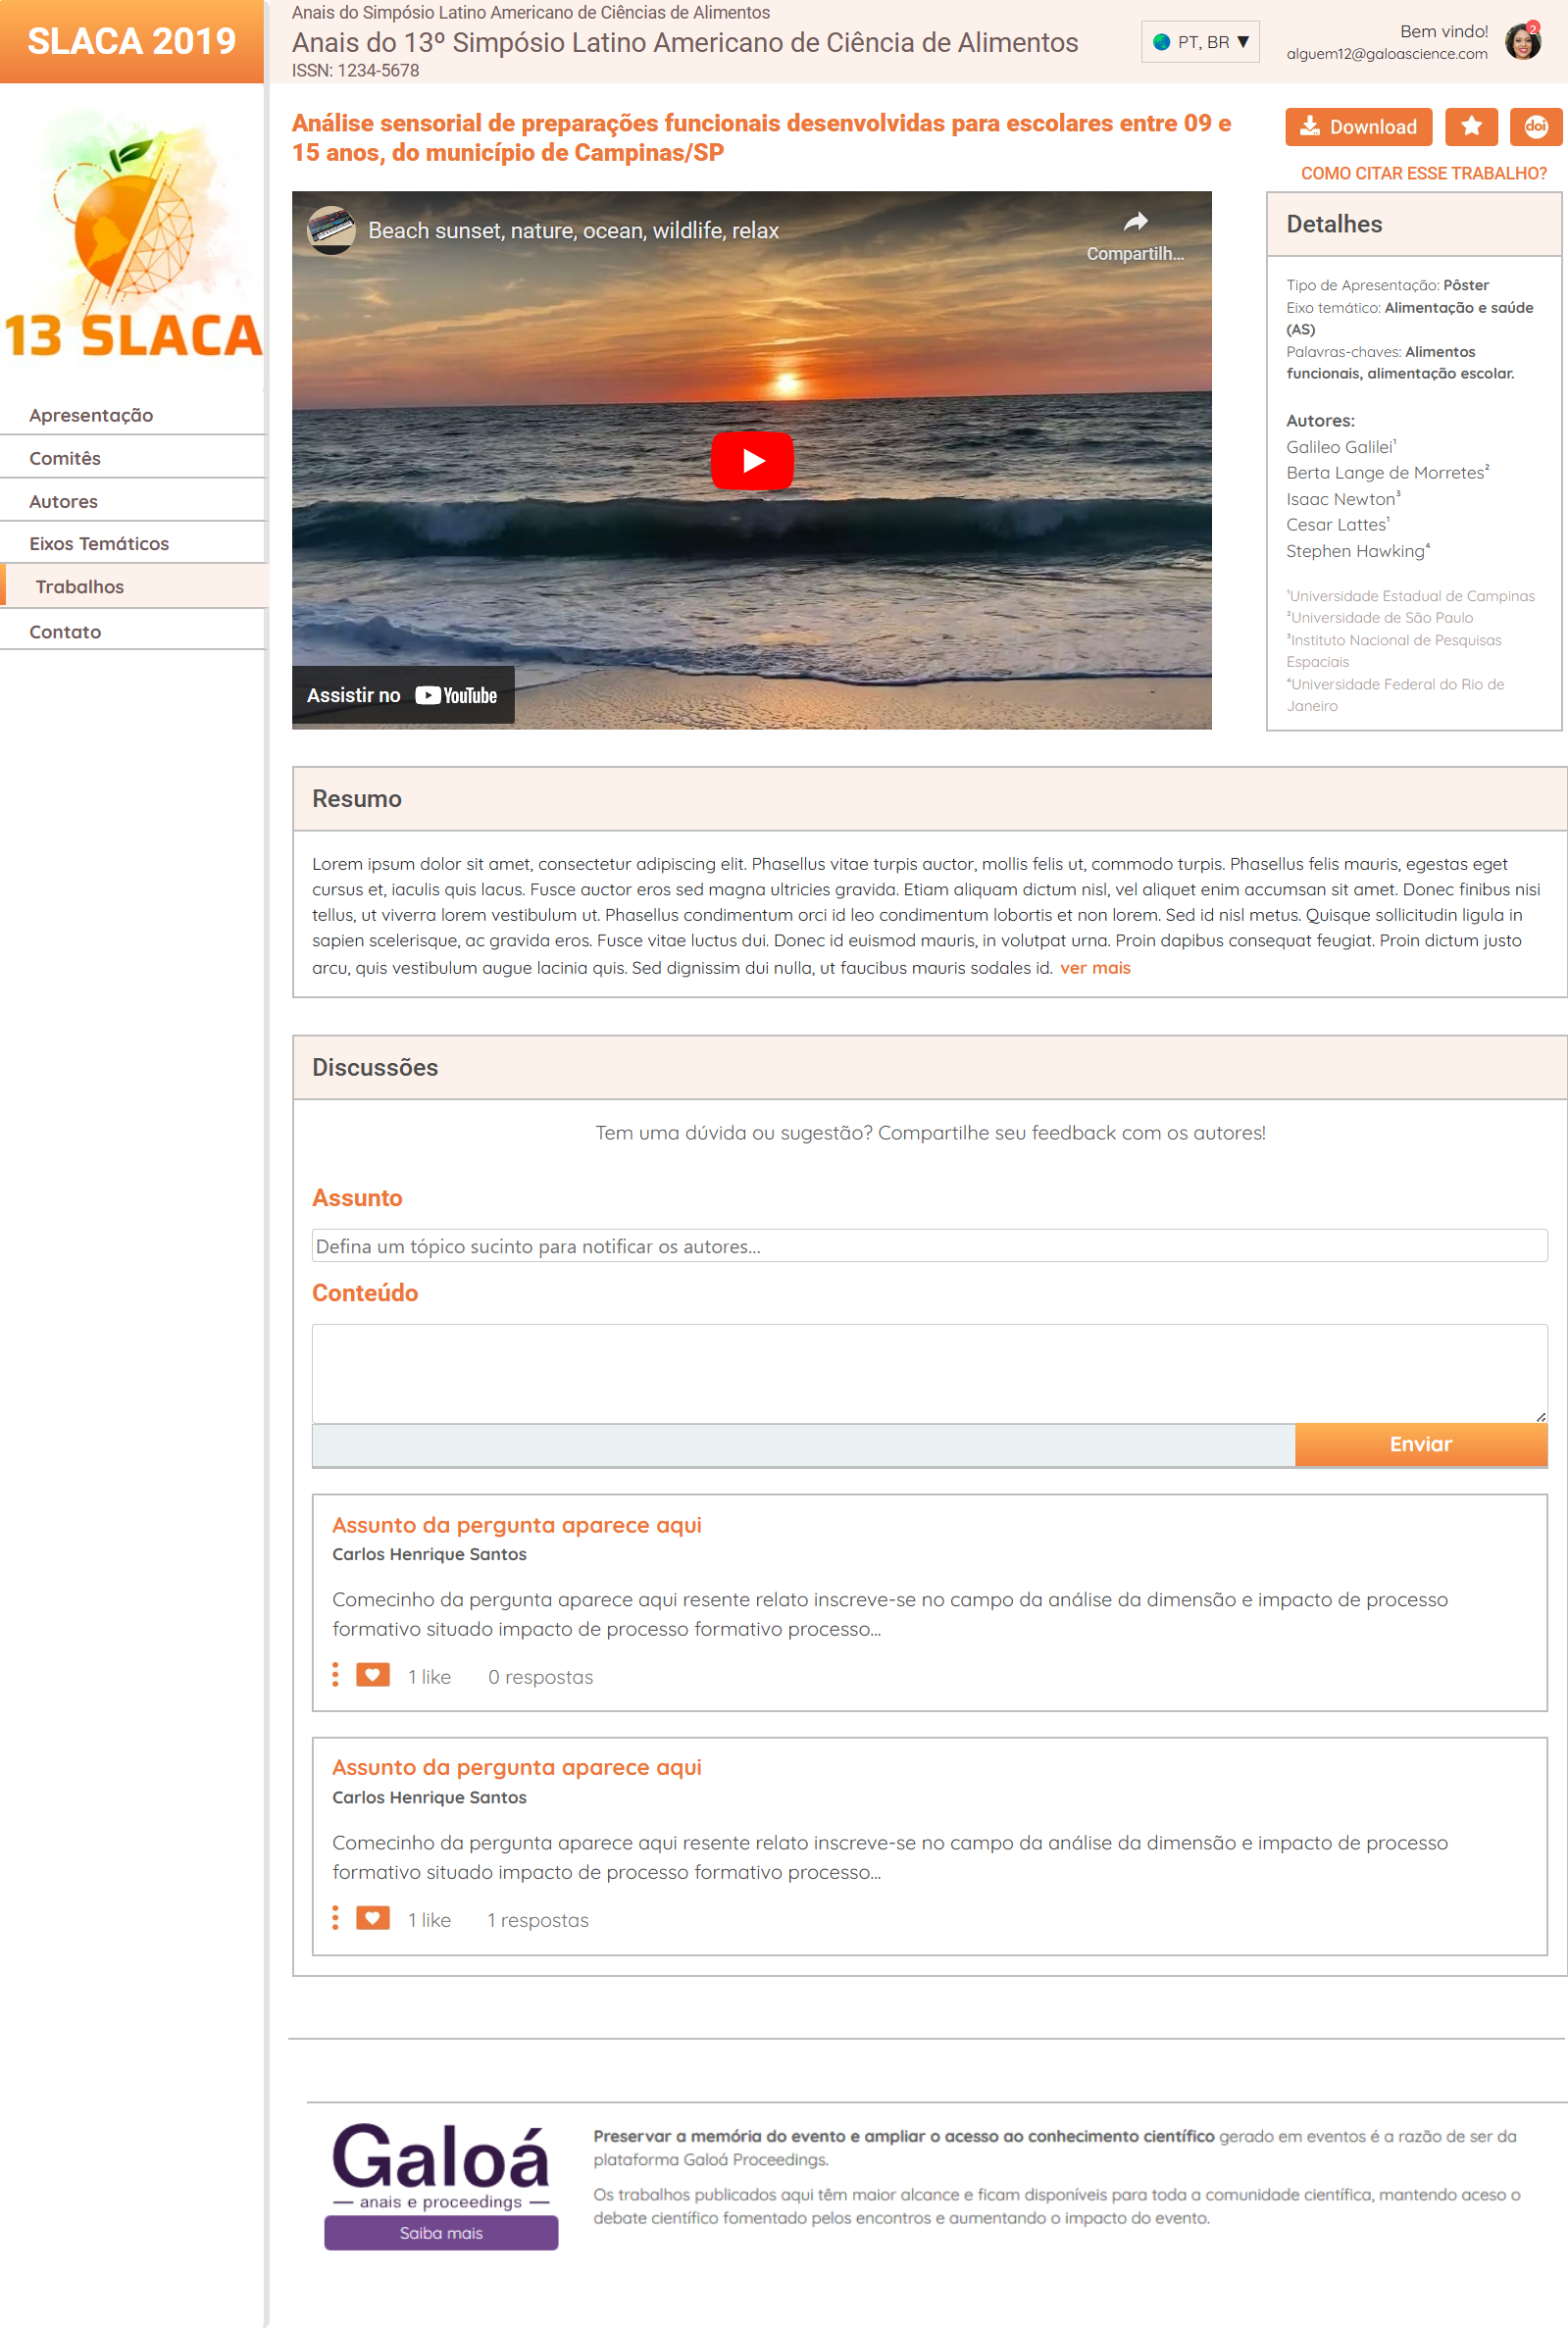 SLACA 2019
Anais do Simpósio Latino Americano de Ciências de Alimentos
Anais do 13º Simpósio Latino Americano de Ciência de Alimentos
ISSN: 1234-5678
PT, BR ▼
Bem vindo!
alguem12@galoascience.com
2
13 SLACA
Apresentação
Comitês
Autores
Eixos Temáticos
Trabalhos
Contato
Análise sensorial de preparações funcionais desenvolvidas para escolares entre 09 e
15 anos, do município de Campinas/SP
Download
doi
COMO CITAR ESSE TRABALHO?
Beach sunset, nature, ocean, wildlife, relax
Compartilh...
Assistir no YouTube
Detalhes
Tipo de Apresentação: Pôster
Eixo temático: Alimentação e saúde
(AS)
Palavras-chaves: Alimentos
funcionais, alimentação escolar.
Autores:
Galileo Galilei¹
Berta Lange de Morretes²
Isaac Newton³
Cesar Lattes¹
Stephen Hawking⁴
¹Universidade Estadual de Campinas
²Universidade de São Paulo
³Instituto Nacional de Pesquisas
Espaciais
⁴Universidade Federal do Rio de
Janeiro
Resumo
Lorem ipsum dolor sit amet, consectetur adipiscing elit. Phasellus vitae turpis auctor, mollis felis ut, commodo turpis. Phasellus felis mauris, egestas eget
cursus et, iaculis quis lacus. Fusce auctor eros sed magna ultricies gravida. Etiam aliquam dictum nisl, vel aliquet enim accumsan sit amet. Donec finibus nisi
tellus, ut viverra lorem vestibulum ut. Phasellus condimentum orci id leo condimentum lobortis et non lorem. Sed id nisl metus. Quisque sollicitudin ligula in
sapien scelerisque, ac gravida eros. Fusce vitae luctus dui. Donec id euismod mauris, in volutpat urna. Proin dapibus consequat feugiat. Proin dictum justo
arcu, quis vestibulum augue lacinia quis. Sed dignissim dui nulla, ut faucibus mauris sodales id. ver mais
Discussões
Tem uma dúvida ou sugestão? Compartilhe seu feedback com os autores!
Assunto
Defina um tópico sucinto para notificar os autores...
Conteúdo
Enviar
Assunto da pergunta aparece aqui
Carlos Henrique Santos
Comecinho da pergunta aparece aqui resente relato inscreve-se no campo da análise da dimensão e impacto de processo
formativo situado impacto de processo formativo processo...
1 like 0 respostas
Assunto da pergunta aparece aqui
Carlos Henrique Santos
Comecinho da pergunta aparece aqui resente relato inscreve-se no campo da análise da dimensão e impacto de processo
formativo situado impacto de processo formativo processo...
1 like 1 respostas
Galoá
anais e proceedings
Saiba mais
Preservar a memória do evento e ampliar o acesso ao conhecimento científico gerado em eventos é a razão de ser da
plataforma Galoá Proceedings.
Os trabalhos publicados aqui têm maior alcance e ficam disponíveis para toda a comunidade científica, mantendo aceso o
debate científico fomentado pelos encontros e aumentando o impacto do evento.